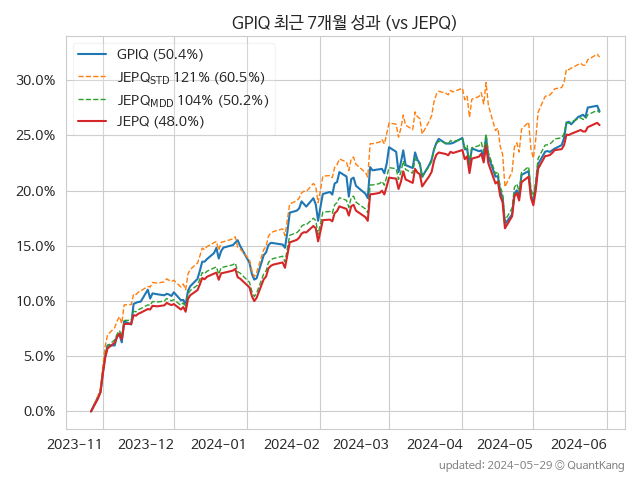 GPIQ 최근 7개월 성과 (vs JEPQ)
GPIQ (50.4%)
JEPQSTD 121% (60.5%)
JEPQMDD 104% (50.2%)
JEPQ (48.0%)
30.0%
25.0%
20.0%
15.0%
10.0%
5.0%
0.0%
2023-11 2023-12 2024-01 2024-02 2024-03 2024-04 2024-05 2024-06
updated: 2024-05-29 © QuantKang